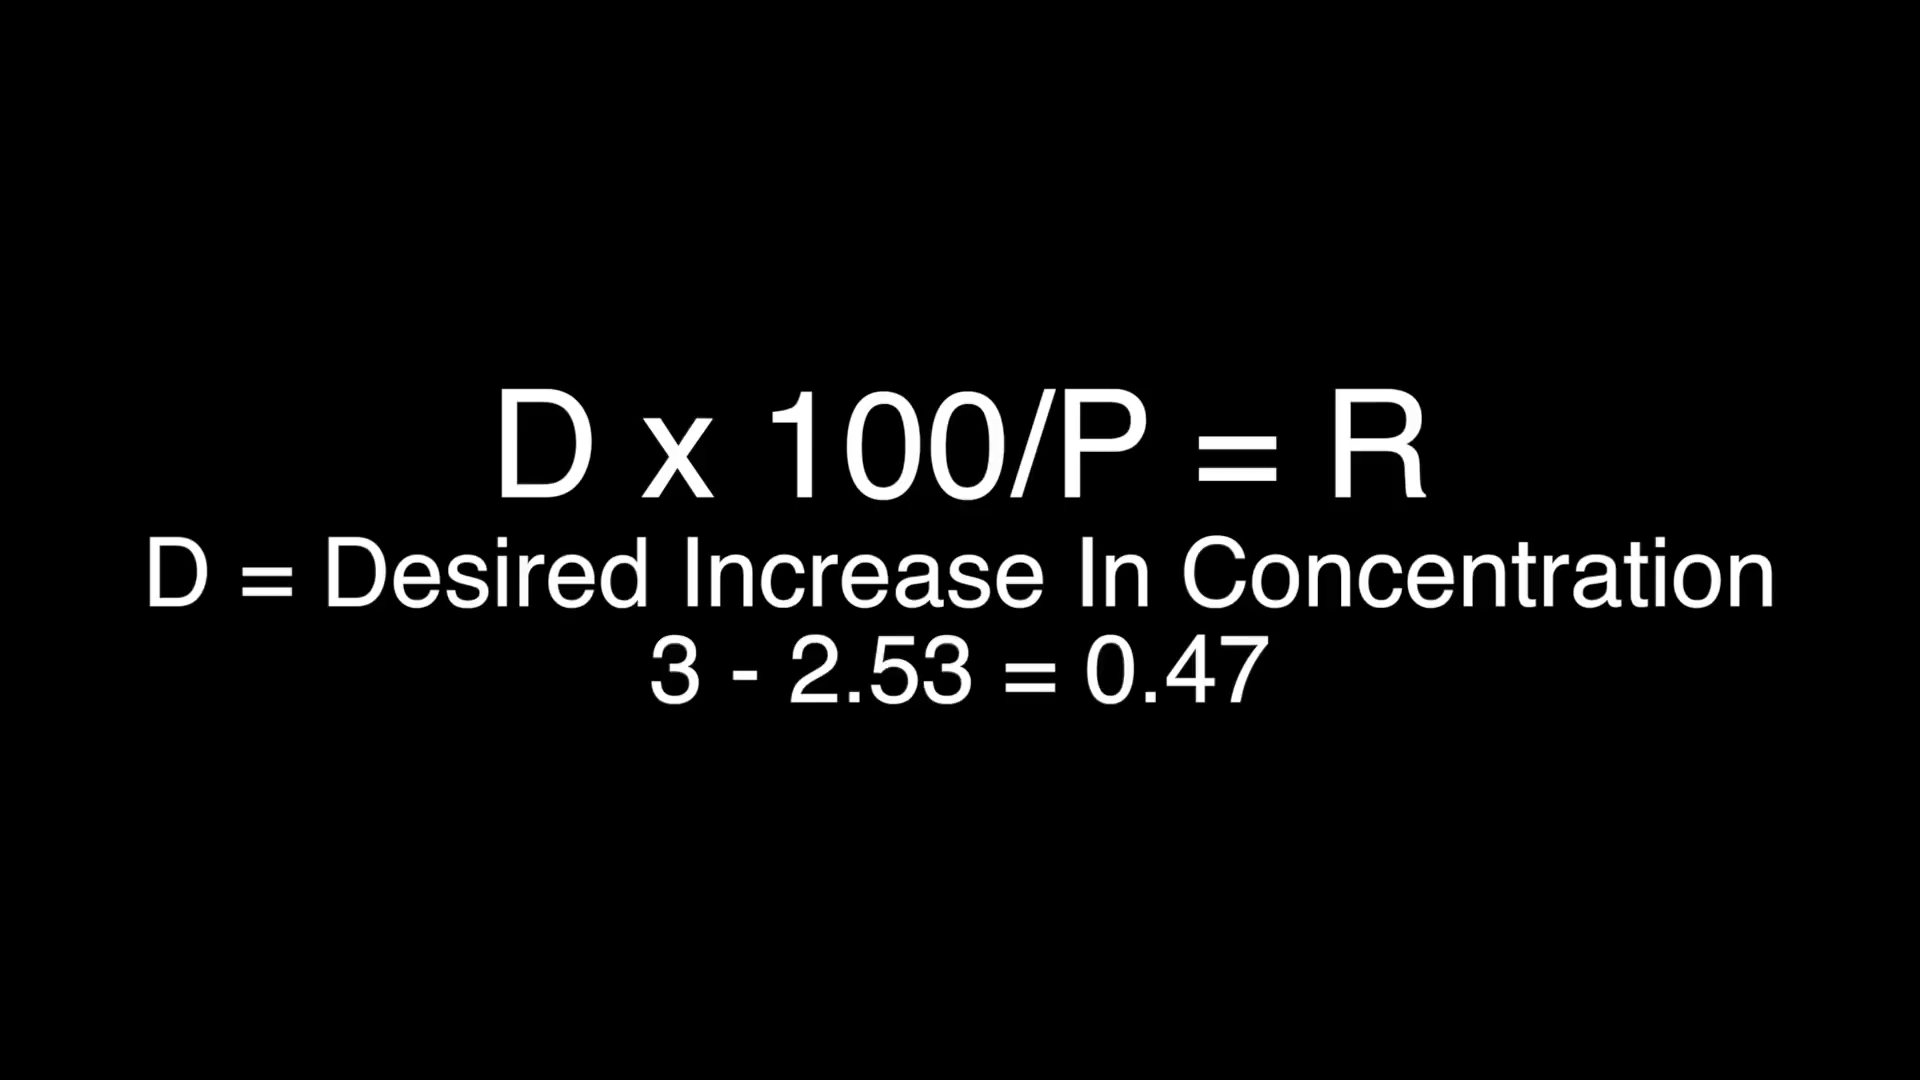 D x 100/P = R
D = Desired Increase In Concentration
3 - 2.53 = 0.47